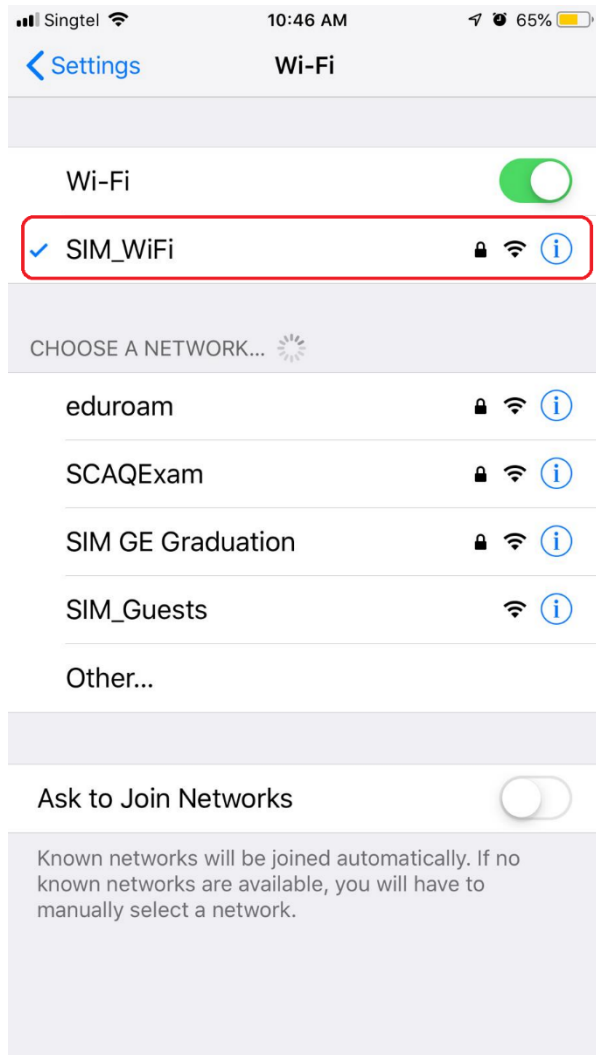 Singtel 10:46 AM 65%
Settings Wi-Fi
Wi-Fi
SIM_WiFi
CHOOSE A NETWORK...
eduroam
SCAQExam
SIM GE Graduation
SIM_Guests
Other...
Ask to Join Networks
Known networks will be joined automatically. If no
known networks are available, you will have to
manually select a network.